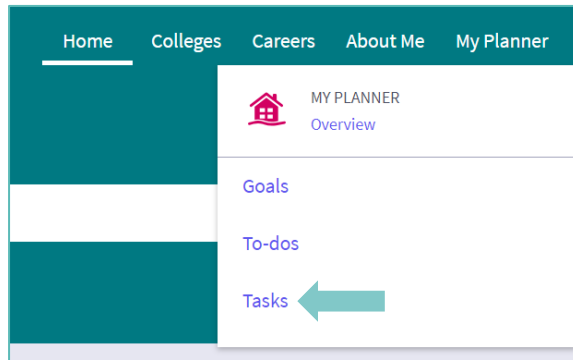 Home Colleges Careers About Me My Planner
MY PLANNER
Overview
Goals
To-dos
Tasks